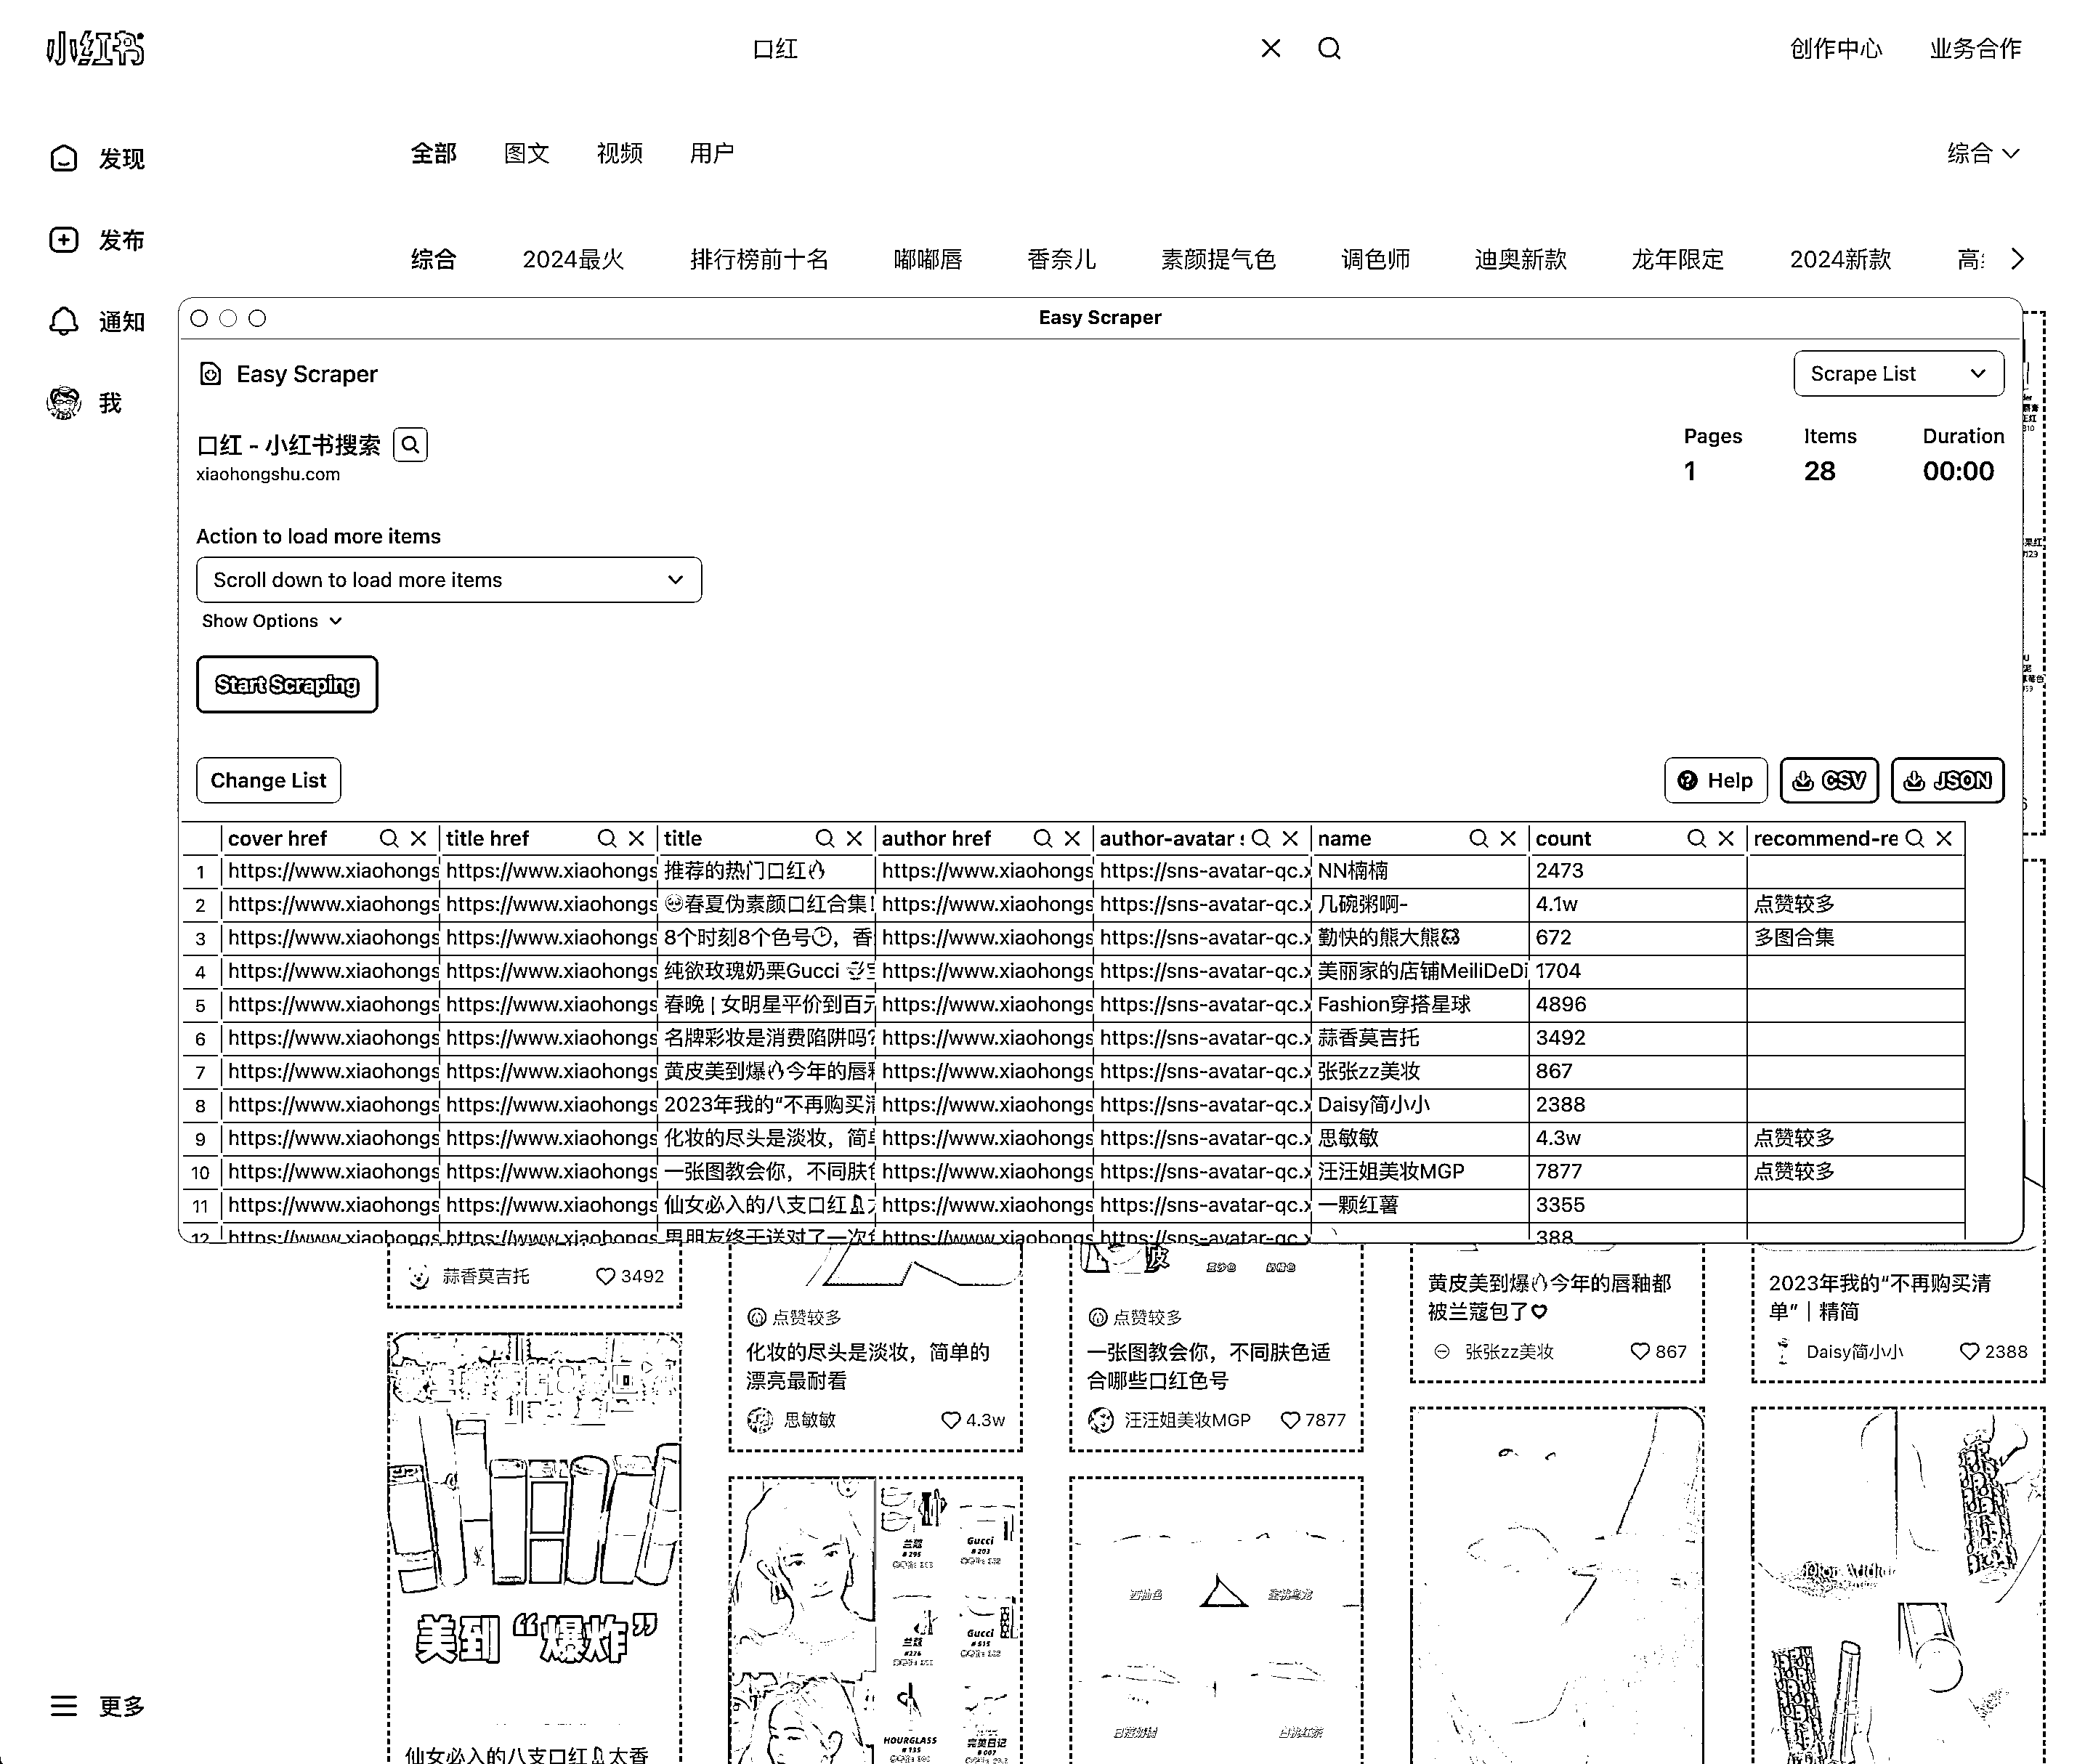 小红书
口红
创作中心 业务合作
发现
发布
通知
我
更多
全部 图文 视频 用户
综合
综合 2024最火 排行榜前十名 嘟嘟唇 香奈儿 素颜提气色 调色师 迪奥新款 龙年限定 2024新款 高
Easy Scraper
Easy Scraper
Scrape List
口红 - 小红书搜索
xiaohongshu.com
Pages Items Duration
1 28 00:00
Action to load more items
Scroll down to load more items
Show Options
Start Scraping
Change List
Help CSV JSON
cover href title href title author href author-avatar name count recommend-re
1 https://www.xiaohongs https://www.xiaohongs 推荐的热门口红🔥 https://www.xiaohongs https://sns-avatar-qc.x NN楠楠 2473
2 https://www.xiaohongs https://www.xiaohongs 春夏伪素颜口红合集! https://www.xiaohongs https://sns-avatar-qc.x 几碗粥啊- 4.1w 点赞较多
3 https://www.xiaohongs https://www.xiaohongs 8个时刻8个色号🕒，香 https://www.xiaohongs https://sns-avatar-qc.x 勤快的熊大熊🐼 672 多图合集
4 https://www.xiaohongs https://www.xiaohongs 纯欲玫瑰奶栗Gucci https://www.xiaohongs https://sns-avatar-qc.x 美丽家的店铺MeiliDeDi 1704
5 https://www.xiaohongs https://www.xiaohongs 春晚 | 女明星平价到百元 https://www.xiaohongs https://sns-avatar-qc.x Fashion穿搭星球 4896
6 https://www.xiaohongs https://www.xiaohongs 名牌彩妆是消费陷阱吗? https://www.xiaohongs https://sns-avatar-qc.x 蒜香莫吉托 3492
7 https://www.xiaohongs https://www.xiaohongs 黄皮美到爆🔥今年的唇釉 https://www.xiaohongs https://sns-avatar-qc.x 张张zz美妆 867
8 https://www.xiaohongs https://www.xiaohongs 2023年我的“不再购买清 https://www.xiaohongs https://sns-avatar-qc.x Daisy简小小 2388
9 https://www.xiaohongs https://www.xiaohongs 化妆的尽头是淡妆，简单 https://www.xiaohongs https://sns-avatar-qc.x 思敏敏 4.3w 点赞较多
10 https://www.xiaohongs https://www.xiaohongs 一张图教会你，不同肤色 https://www.xiaohongs https://sns-avatar-qc.x 汪汪姐美妆MGP 7877 点赞较多
11 https://www.xiaohongs https://www.xiaohongs 仙女必入的八支口红💄太 https://www.xiaohongs https://sns-avatar-qc.x 一颗红薯 3355
12 https://www.xiaohongs https://www.xiaohongs 男朋友终于送对了一次 https://www.xiaohongs https://sns-avatar-qc.x 388
蒜香莫吉托 3492
点赞较多
化妆的尽头是淡妆，简单的
漂亮最耐看
思敏敏 4.3w
点赞较多
一张图教会你，不同肤色适
合哪些口红色号
汪汪姐美妆MGP 7877
黄皮美到爆🔥今年的唇釉都
被兰蔻包了
张张zz美妆 867
2023年我的“不再购买清
单”｜精简
Daisy简小小 2388
美到“爆炸”
仙女必入的八支口红💄太香
兰蔻
#295
Gucci
#203
兰蔻
#274
Gucci
#515
HOURGLASS
#135
完美日记
Dior Addict